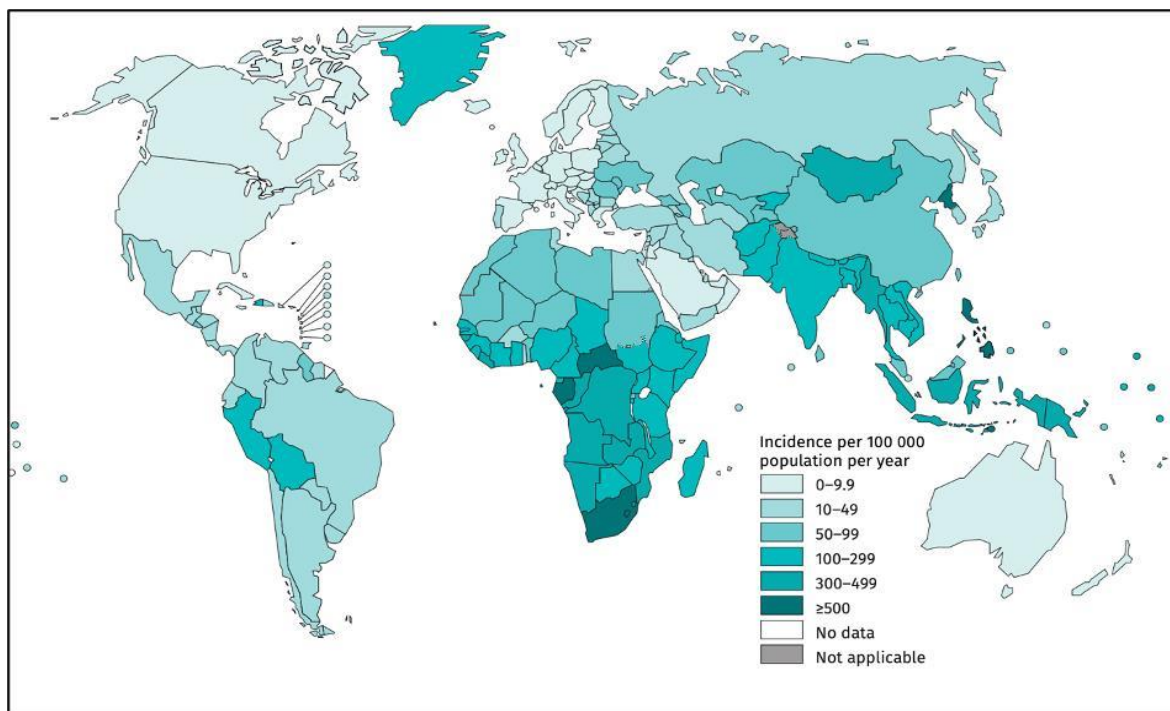 Incidence per 100 000
population per year
0–9.9
10–49
50–99
100–299
300–499
≥500
No data
Not applicable